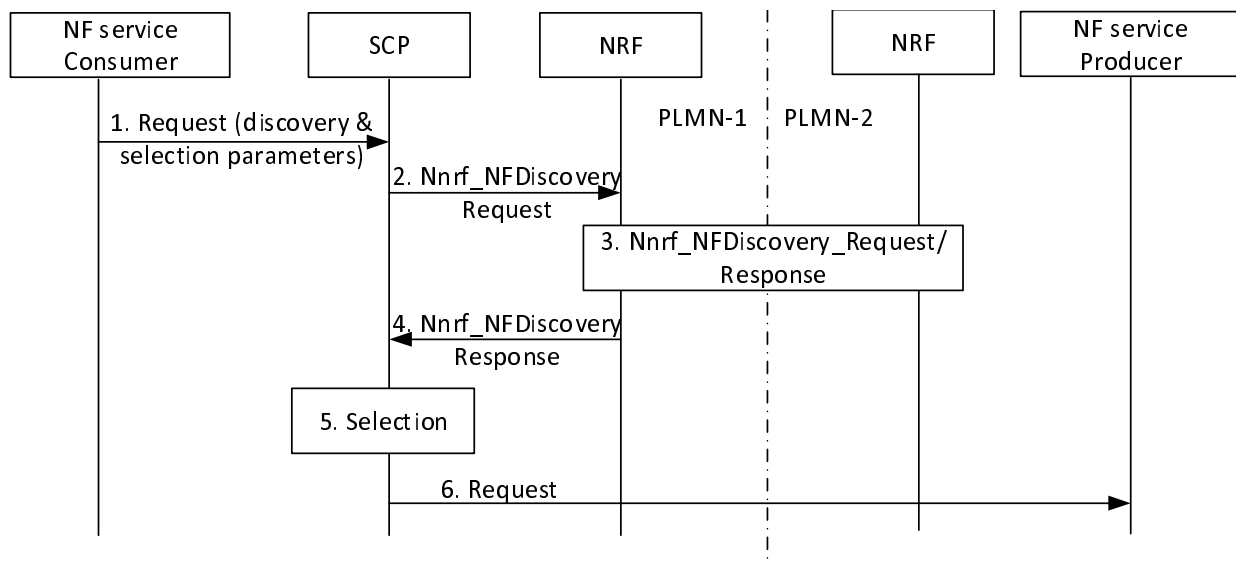 NF service
Consumer
SCP
NRF
NRF
NF service
Producer
PLMN-1
PLMN-2
1. Request (discovery &
selection parameters)
2. Nnrf_NFDiscovery
Request
3. Nnrf_NFDiscovery_Request/
Response
4. Nnrf_NFDiscovery
Response
5. Selection
6. Request